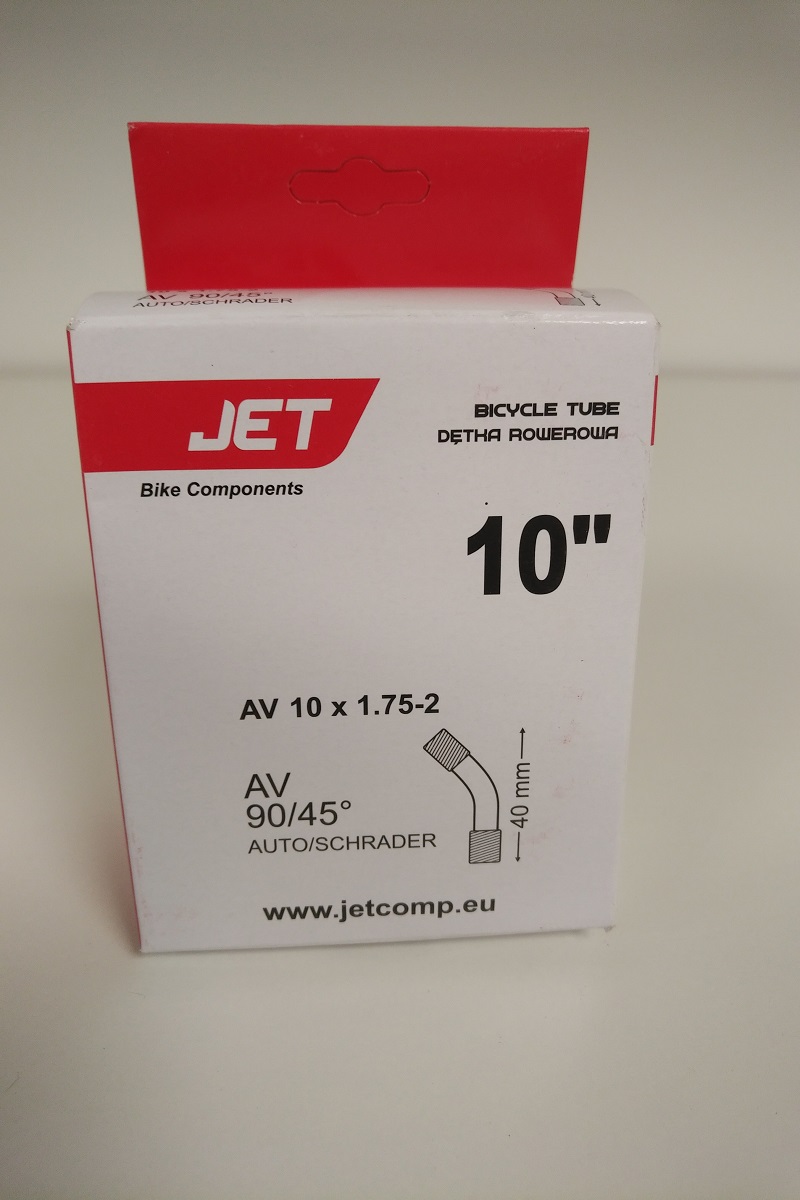 AV 90/45°
AUTO/SCHRADER
JET
Bike Components
BICYCLE TUBE
DĘTKA ROWEROWA
10"
AV 10 x 1.75-2
AV
90/45°
AUTO/SCHRADER
40 mm
www.jetcomp.eu